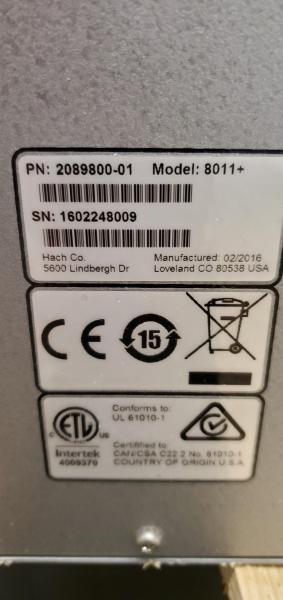 PN: 2089800-01 Model: 8011+
SN: 1602248009
Hach Co. Manufactured: 02/2016
5600 Lindbergh Dr Loveland CO 80538 USA
CE 15
Conforms to:
UL 61010-1
ETL
C US
Intertek
4009370
Certified to:
CAN/CSA C22.2 No. 61010-1
COUNTRY OF ORIGIN U.S.A